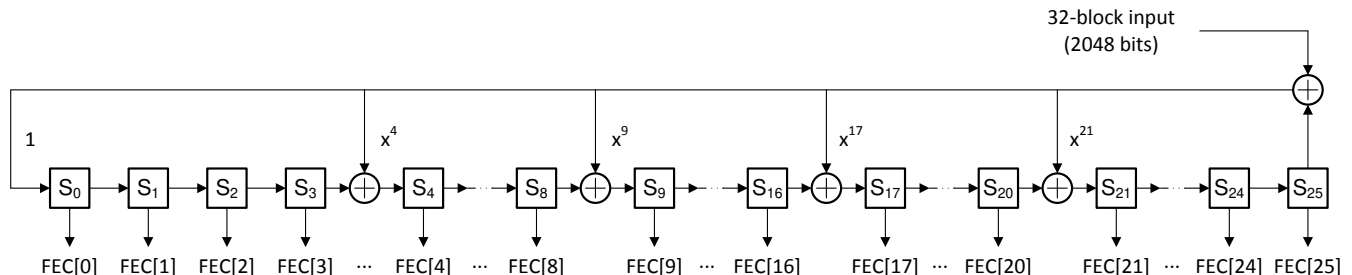 32-block input
(2048 bits)
1 x⁴ x⁹ x¹⁷ x²¹
S₀ S₁ S₂ S₃ S₄ ... S₈ S₉ ... S₁₆ S₁₇ ... S₂₀ S₂₁ ... S₂₄ S₂₅
FEC[0] FEC[1] FEC[2] FEC[3] ... FEC[4] ... FEC[8] FEC[9] ... FEC[16] FEC[17] ... FEC[20] FEC[21] ... FEC[24] FEC[25]